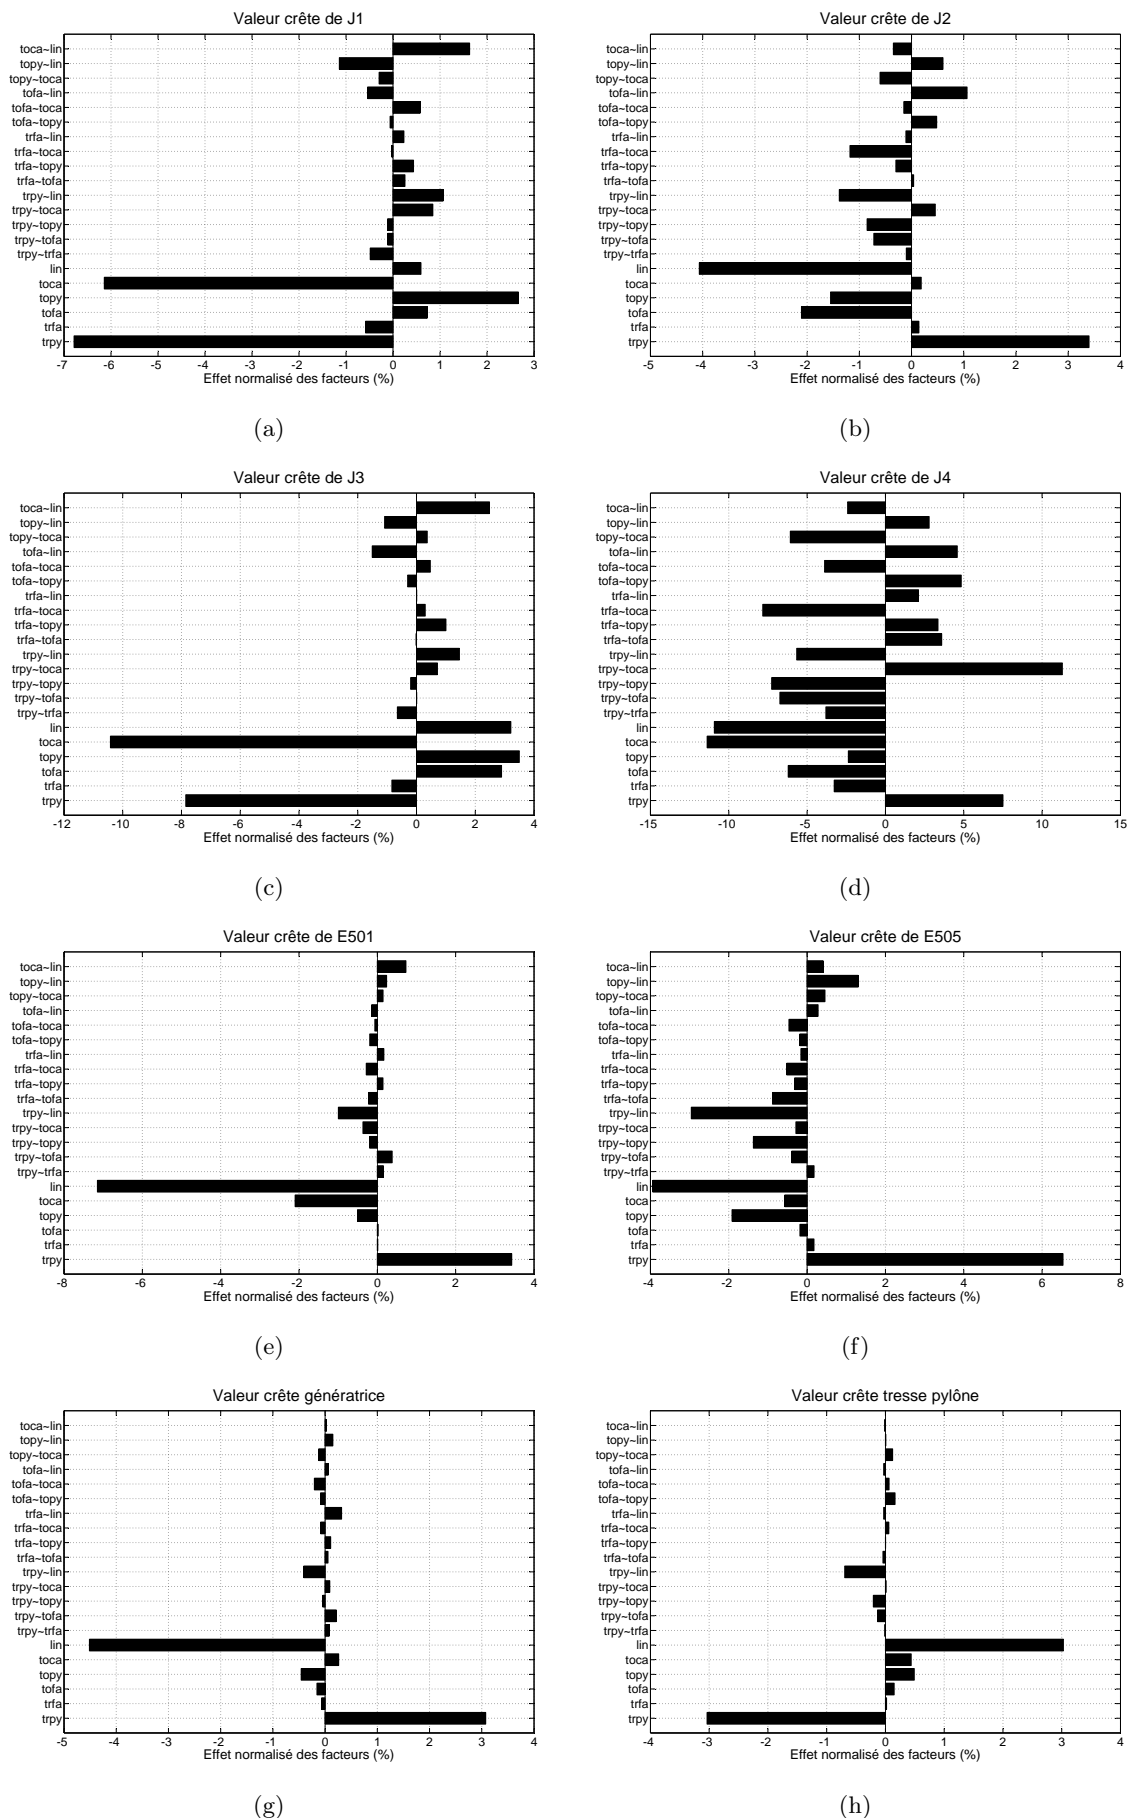 Valeur crête de J1
toca~lin
topy~lin
topy~toca
tofa~lin
tofa~toca
tofa~topy
trfa~lin
trfa~toca
trfa~topy
trfa~tofa
trpy~lin
trpy~toca
trpy~topy
trpy~tofa
trpy~trfa
lin
toca
topy
tofa
trfa
trpy
-7 -6 -5 -4 -3 -2 -1 0 1 2 3
Effet normalisé des facteurs (%)
(a)
Valeur crête de J2
toca~lin
topy~lin
topy~toca
tofa~lin
tofa~toca
tofa~topy
trfa~lin
trfa~toca
trfa~topy
trfa~tofa
trpy~lin
trpy~toca
trpy~topy
trpy~tofa
trpy~trfa
lin
toca
topy
tofa
trfa
trpy
-5 -4 -3 -2 -1 0 1 2 3 4
Effet normalisé des facteurs (%)
(b)
Valeur crête de J3
toca~lin
topy~lin
topy~toca
tofa~lin
tofa~toca
tofa~topy
trfa~lin
trfa~toca
trfa~topy
trfa~tofa
trpy~lin
trpy~toca
trpy~topy
trpy~tofa
trpy~trfa
lin
toca
topy
tofa
trfa
trpy
-12 -10 -8 -6 -4 -2 0 2 4
Effet normalisé des facteurs (%)
(c)
Valeur crête de J4
toca~lin
topy~lin
topy~toca
tofa~lin
tofa~toca
tofa~topy
trfa~lin
trfa~toca
trfa~topy
trfa~tofa
trpy~lin
trpy~toca
trpy~topy
trpy~tofa
trpy~trfa
lin
toca
topy
tofa
trfa
trpy
-15 -10 -5 0 5 10 15
Effet normalisé des facteurs (%)
(d)
Valeur crête de E501
toca~lin
topy~lin
topy~toca
tofa~lin
tofa~toca
tofa~topy
trfa~lin
trfa~toca
trfa~topy
trfa~tofa
trpy~lin
trpy~toca
trpy~topy
trpy~tofa
trpy~trfa
lin
toca
topy
tofa
trfa
trpy
-8 -6 -4 -2 0 2 4
Effet normalisé des facteurs (%)
(e)
Valeur crête de E505
toca~lin
topy~lin
topy~toca
tofa~lin
tofa~toca
tofa~topy
trfa~lin
trfa~toca
trfa~topy
trfa~tofa
trpy~lin
trpy~toca
trpy~topy
trpy~tofa
trpy~trfa
lin
toca
topy
tofa
trfa
trpy
-4 -2 0 2 4 6 8
Effet normalisé des facteurs (%)
(f)
Valeur crête génératrice
toca~lin
topy~lin
topy~toca
tofa~lin
tofa~toca
tofa~topy
trfa~lin
trfa~toca
trfa~topy
trfa~tofa
trpy~lin
trpy~toca
trpy~topy
trpy~tofa
trpy~trfa
lin
toca
topy
tofa
trfa
trpy
-5 -4 -3 -2 -1 0 1 2 3 4
Effet normalisé des facteurs (%)
(g)
Valeur crête tresse pylône
toca~lin
topy~lin
topy~toca
tofa~lin
tofa~toca
tofa~topy
trfa~lin
trfa~toca
trfa~topy
trfa~tofa
trpy~lin
trpy~toca
trpy~topy
trpy~tofa
trpy~trfa
lin
toca
topy
tofa
trfa
trpy
-4 -3 -2 -1 0 1 2 3 4
Effet normalisé des facteurs (%)
(h)